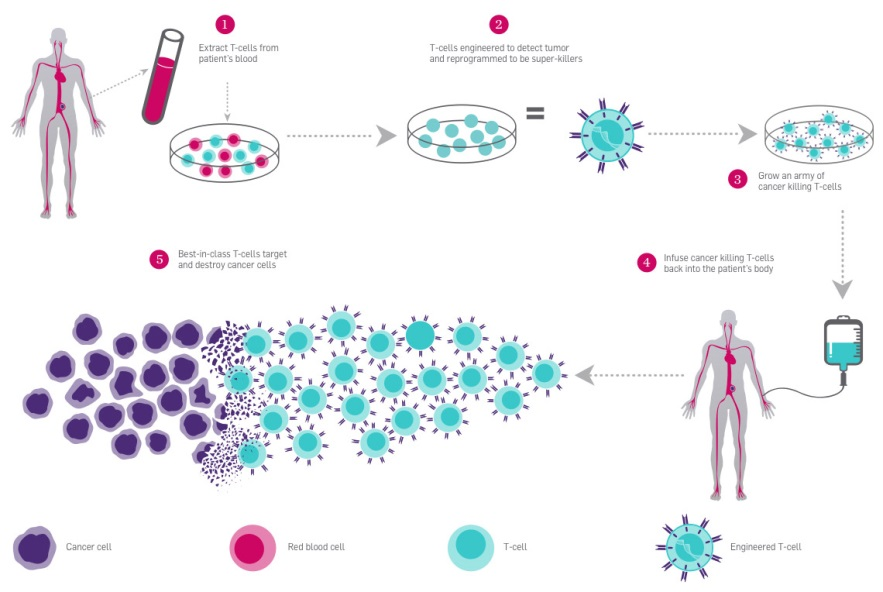 1
Extract T-cells from
patient's blood
2
T-cells engineered to detect tumor
and reprogrammed to be super-killers
3
Grow an army of
cancer killing T-cells
4
Infuse cancer killing T-cells
back into the patient's body
5
Best-in-class T-cells target
and destroy cancer cells
Cancer cell
Red blood cell
T-cell
Engineered T-cell